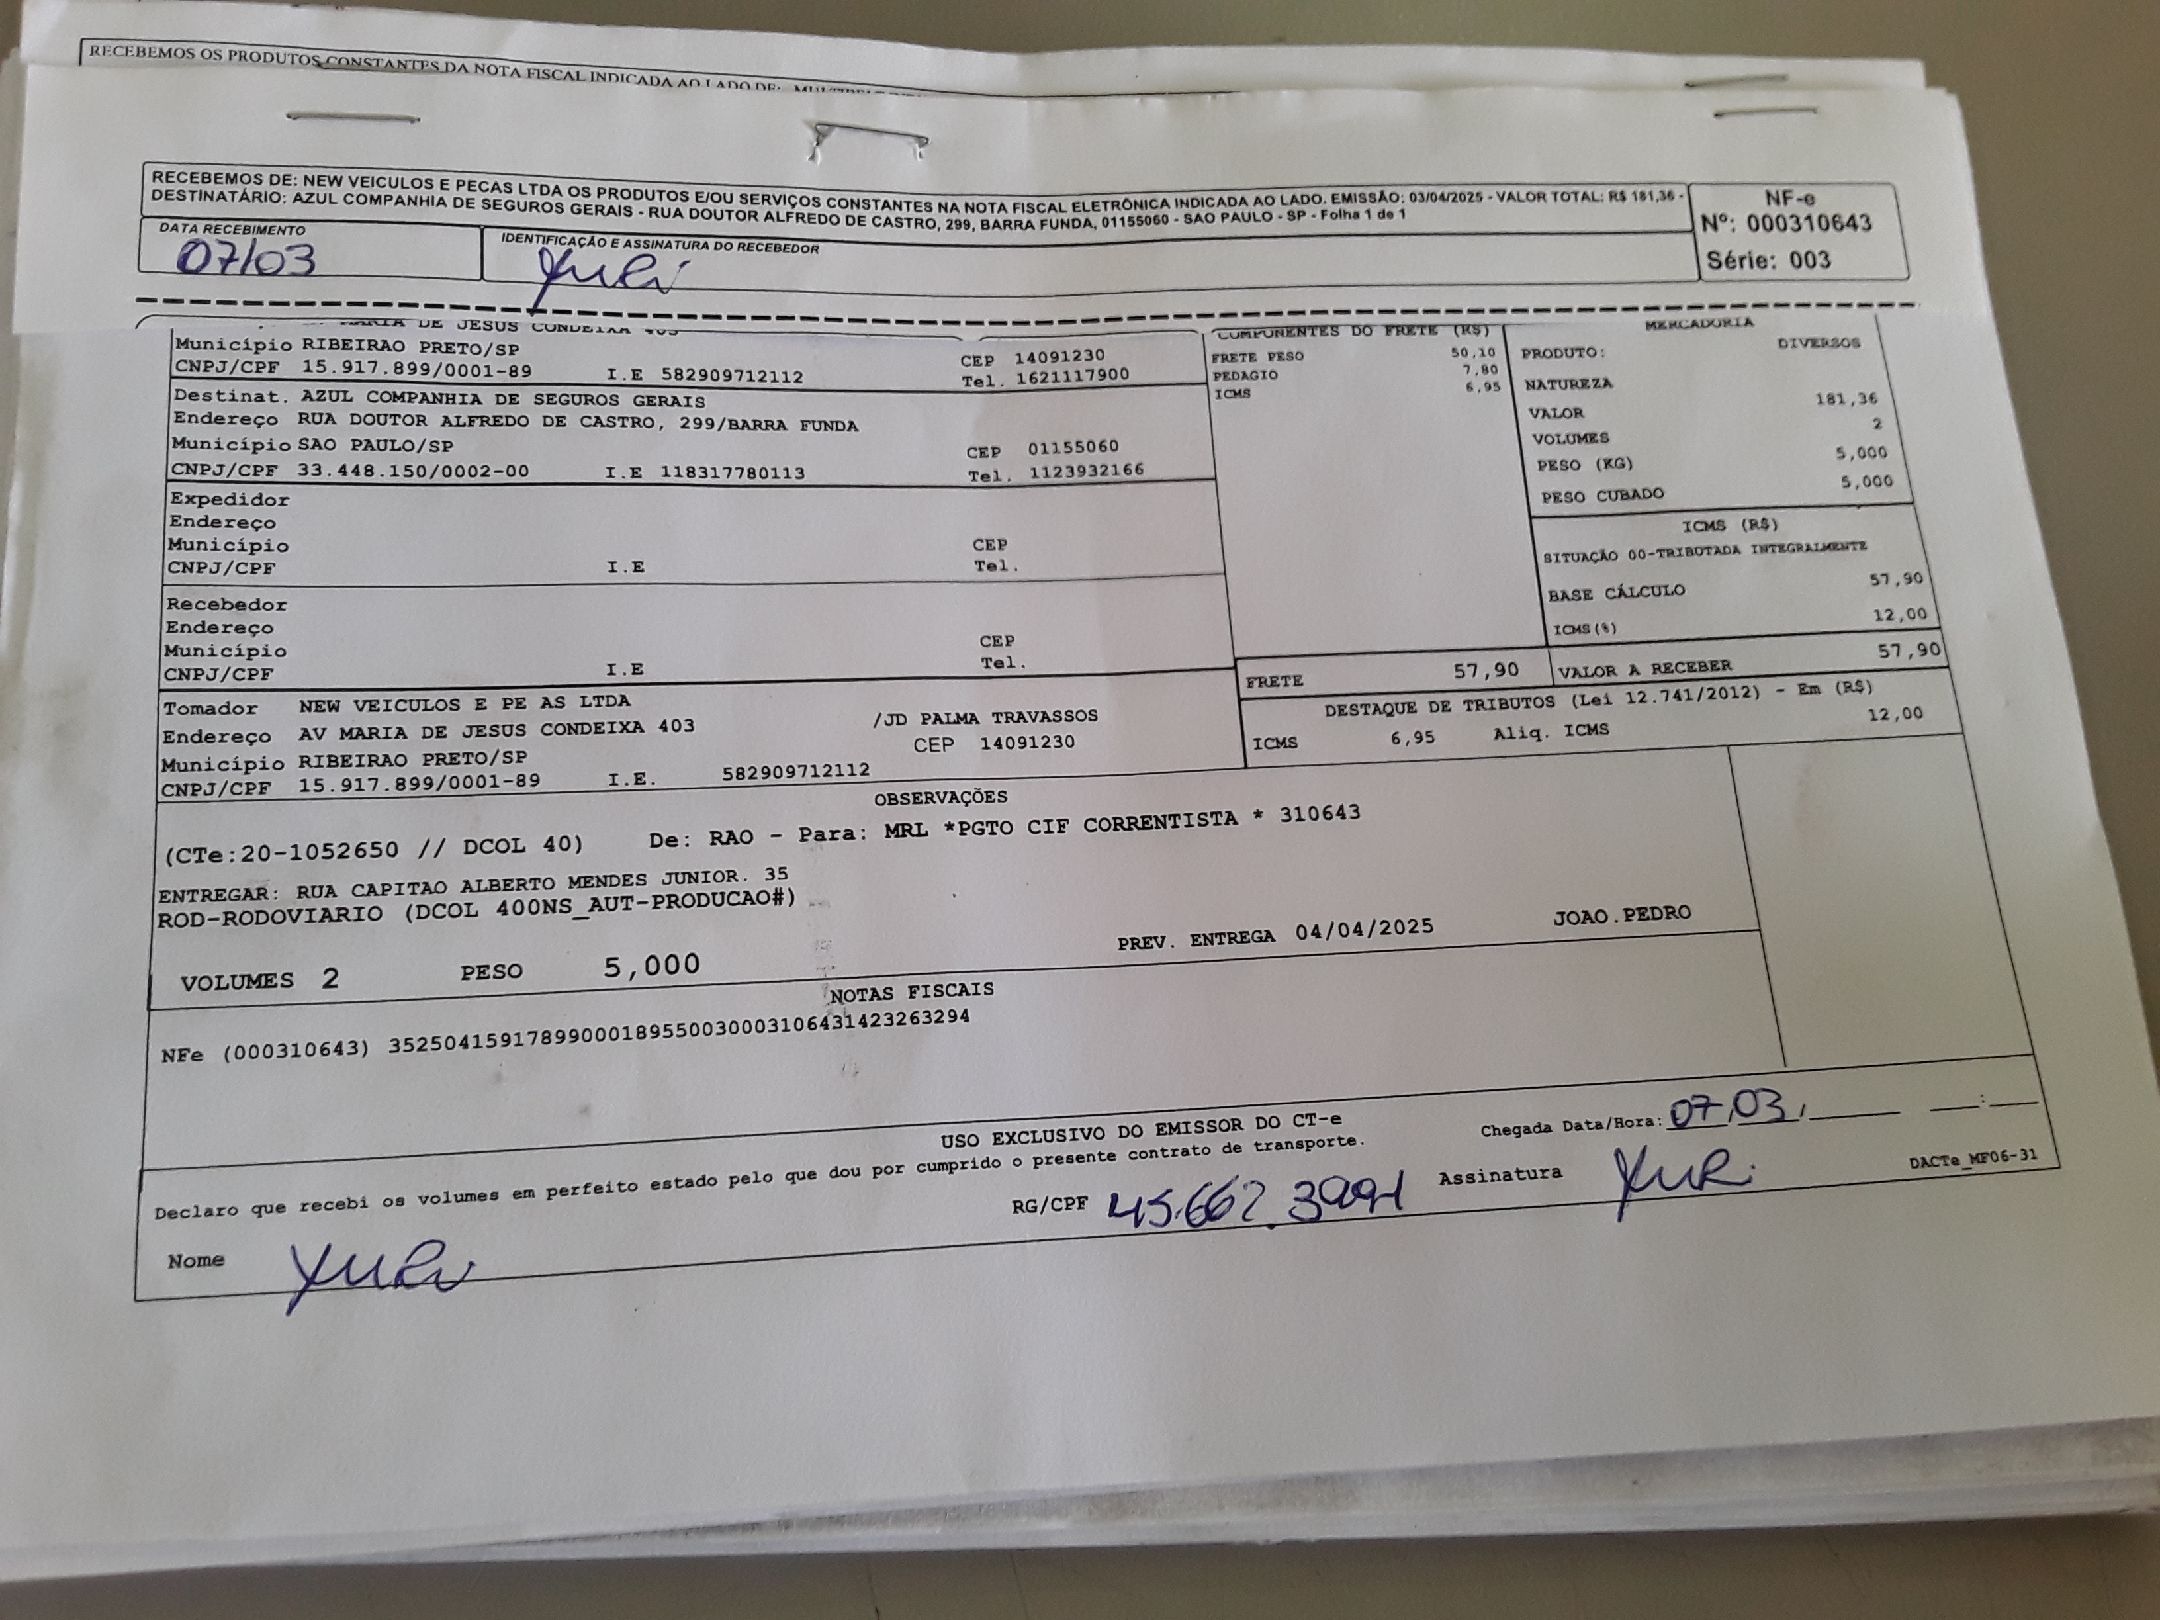 RECEBEMOS OS PRODUTOS CONSTANTES DA NOTA FISCAL INDICADA AO LADO DE:
RECEBEMOS DE: NEW VEICULOS E PECAS LTDA OS PRODUTOS E/OU SERVIÇOS CONSTANTES NA NOTA FISCAL ELETRÔNICA INDICADA AO LADO. EMISSÃO: 03/04/2025 - VALOR TOTAL: R$ 181,36 -
DESTINATÁRIO: AZUL COMPANHIA DE SEGUROS GERAIS - RUA DOUTOR ALFREDO DE CASTRO, 299, BARRA FUNDA, 01155060 - SAO PAULO - SP - Folha 1 de 1
NF-e
Nº: 000310643
Série: 003
DATA RECEBIMENTO
07/03
IDENTIFICAÇÃO E ASSINATURA DO RECEBEDOR
Yuri
MARIA DE JESUS CONDEIXA 403
Município RIBEIRAO PRETO/SP CEP 14091230
CNPJ/CPF 15.917.899/0001-89 I.E 582909712112 Tel. 1621117900
Destinat. AZUL COMPANHIA DE SEGUROS GERAIS
Endereço RUA DOUTOR ALFREDO DE CASTRO, 299/BARRA FUNDA
Município SAO PAULO/SP CEP 01155060
CNPJ/CPF 33.448.150/0002-00 I.E 118317780113 Tel. 1123932166
Expedidor
Endereço
Município CEP
CNPJ/CPF I.E Tel.
Recebedor
Endereço
Município CEP
CNPJ/CPF I.E Tel.
Tomador NEW VEICULOS E PE AS LTDA
Endereço AV MARIA DE JESUS CONDEIXA 403 /JD PALMA TRAVASSOS
Município RIBEIRAO PRETO/SP CEP 14091230
CNPJ/CPF 15.917.899/0001-89 I.E. 582909712112
COMPONENTES DO FRETE (R$)
FRETE PESO 50,10
PEDAGIO 7,80
ICMS 6,95
MERCADORIA
PRODUTO: DIVERSOS
NATUREZA
VALOR 181,36
VOLUMES 2
PESO (KG) 5,000
PESO CUBADO 5,000
ICMS (R$)
SITUAÇÃO 00-TRIBUTADA INTEGRALMENTE
BASE CÁLCULO 57,90
ICMS(%) 12,00
FRETE 57,90 VALOR A RECEBER 57,90
DESTAQUE DE TRIBUTOS (Lei 12.741/2012) - Em (R$)
ICMS 6,95 Aliq. ICMS 12,00
OBSERVAÇÕES
(CTe:20-1052650 // DCOL 40) De: RAO - Para: MRL *PGTO CIF CORRENTISTA * 310643
ENTREGAR: RUA CAPITAO ALBERTO MENDES JUNIOR. 35
ROD-RODOVIARIO (DCOL 400NS_AUT-PRODUCAO#)
PREV. ENTREGA 04/04/2025 JOAO.PEDRO
VOLUMES 2 PESO 5,000
NOTAS FISCAIS
NFe (000310643) 35250415917899000189550030003106431423263294
USO EXCLUSIVO DO EMISSOR DO CT-e
Chegada Data/Hora: 07/03/
Declaro que recebi os volumes em perfeito estado pelo que dou por cumprido o presente contrato de transporte.
DACTe_MF06-31
Nome Yuri RG/CPF Assinatura Yuri